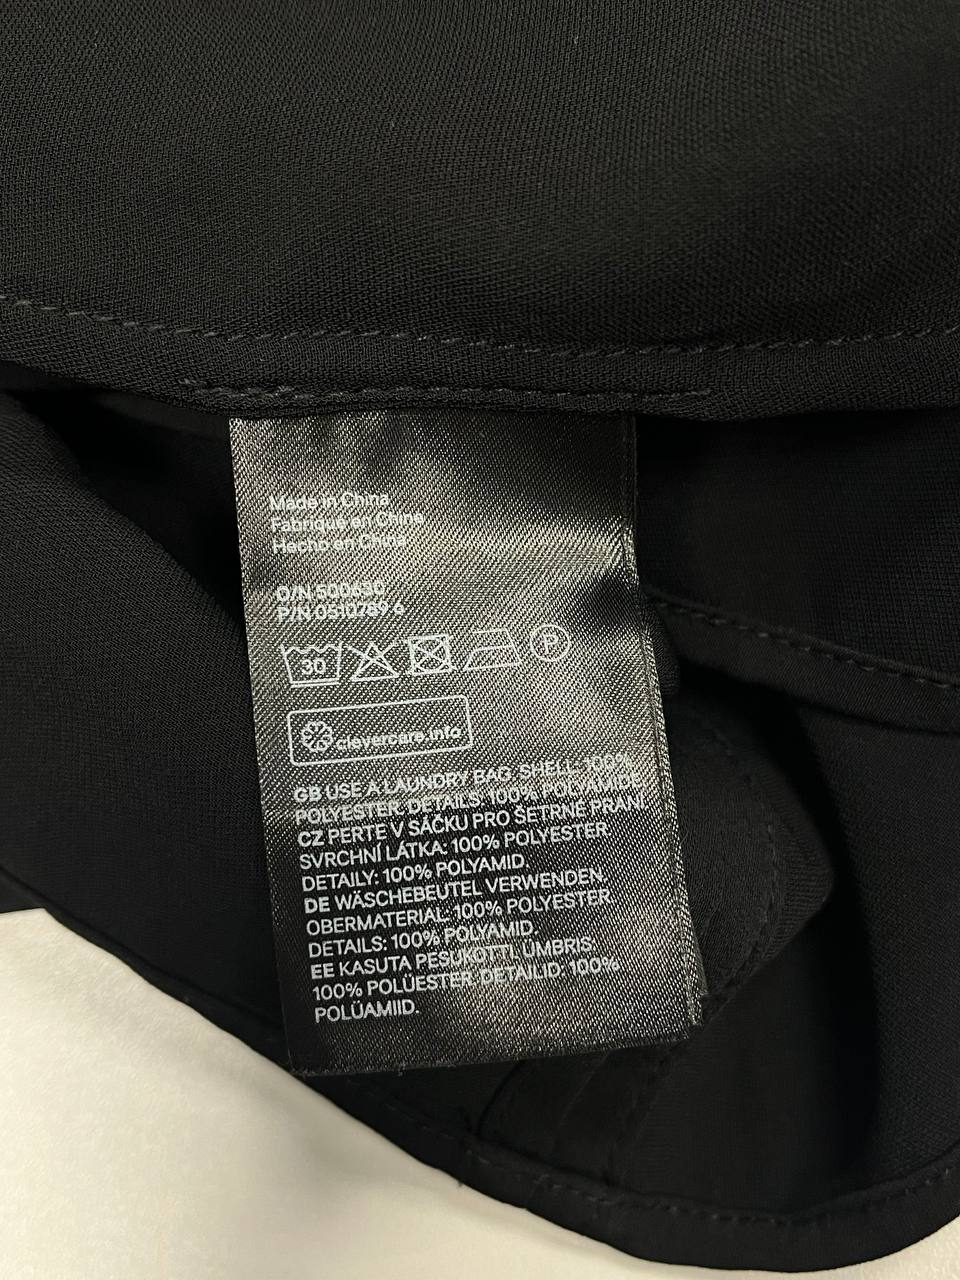 Made in China
Fabriqué en Chine
Hecho en China
O/N 500630
P/N 0510789 6
30
P
clevercare.info
GB USE A LAUNDRY BAG. SHELL: 100%
POLYESTER. DETAILS: 100% POLYAMIDE.
CZ PERTE V SÁČKU PRO ŠETRNÉ PRANÍ.
SVRCHNÍ LÁTKA: 100% POLYESTER.
DETAILY: 100% POLYAMID.
DE WÄSCHEBEUTEL VERWENDEN.
OBERMATERIAL: 100% POLYESTER.
DETAILS: 100% POLYAMID.
EE KASUTA PESUKOTTI. ÜMBRIS:
100% POLÜESTER. DETAILID: 100%
POLÜAMIID.